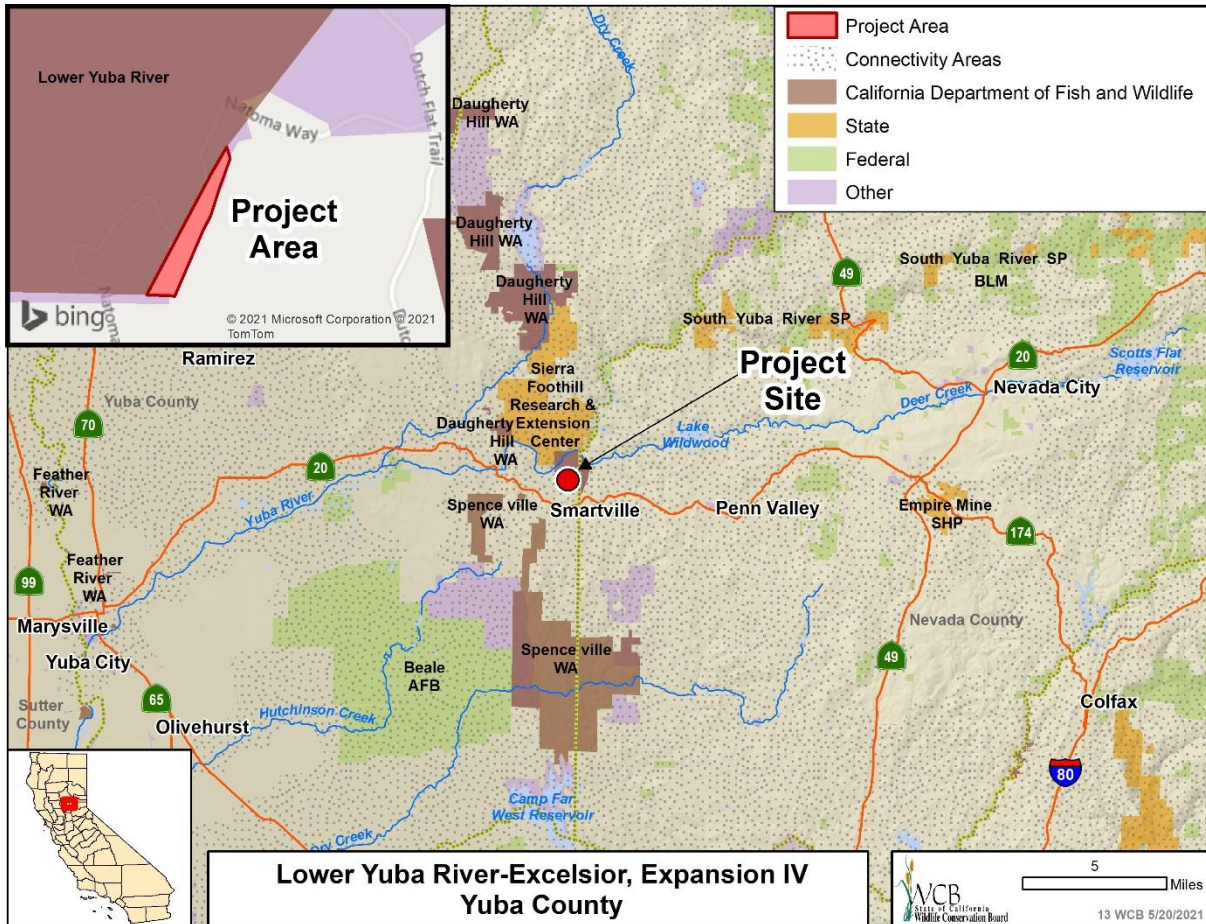 Lower Yuba River
Natoma Way
Dutch Flat Trail
Project
Area
Natoma
Dutc
bing
© 2021 Microsoft Corporation © 2021
TomTom
Project Area
Connectivity Areas
California Department of Fish and Wildlife
State
Federal
Other
Dry Creek
Daugherty
Hill WA
Daugherty
Hill WA
Daugherty
Hill
WA
49
South Yuba River SP
BLM
South Yuba River SP
20
Scotts Flat
Reservoir
Ramirez
Yuba County
70
Sierra
Foothill
Research &
Extension
Center
Project
Site
Nevada City
Deer Creek
Lake
Wildwood
Daugherty
Hill
WA
20
Feather
River
WA
Yuba River
Spence ville
WA
Smartville
Penn Valley
Empire Mine
SHP
174
Feather
River
WA
99
Marysville
Yuba City
Nevada County
49
Beale
AFB
Spence ville
WA
Sutter
County
65
Olivehurst
Hutchinson Creek
Colfax
80
Camp Far
West Reservoir
Dry Creek
Lower Yuba River-Excelsior, Expansion IV
Yuba County
WCB
State of California
Wildlife Conservation Board
5
Miles
13 WCB 5/20/2021